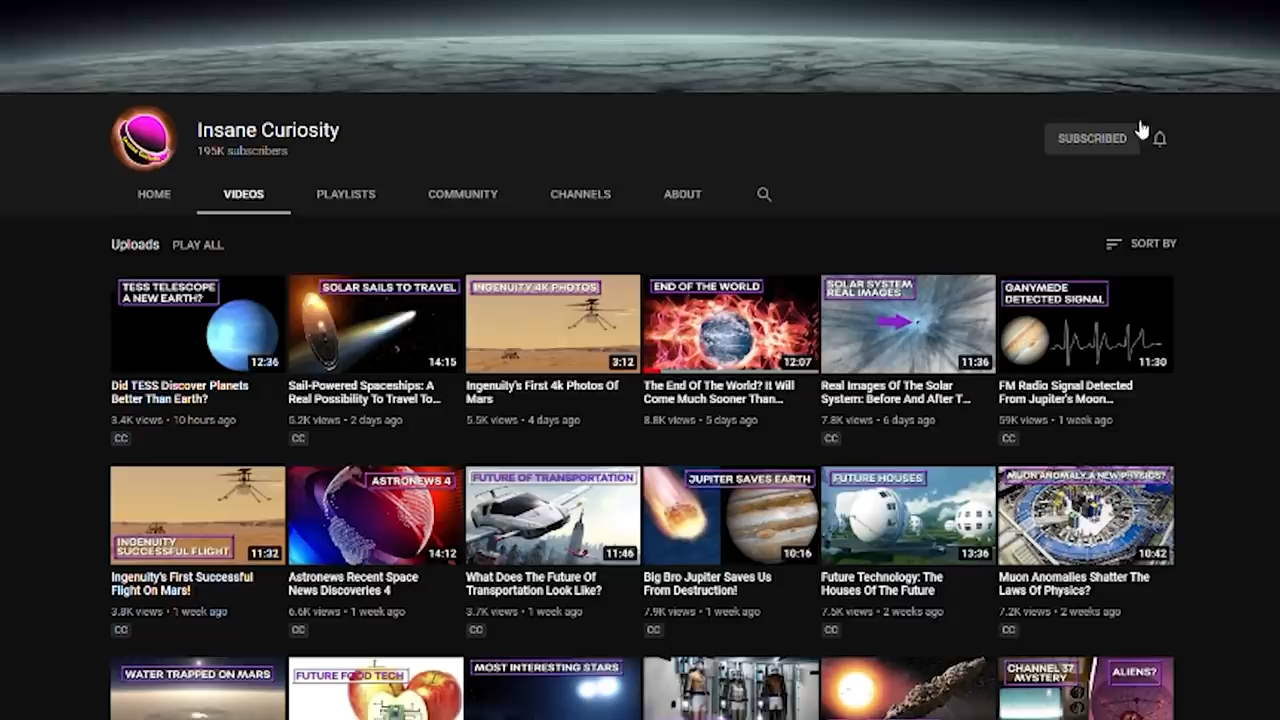 Insane Curiosity
195K subscribers
SUBSCRIBED
HOME
VIDEOS
PLAYLISTS
COMMUNITY
CHANNELS
ABOUT
Uploads
PLAY ALL
SORT BY
TESS TELESCOPE
A NEW EARTH?
12:36
SOLAR SAILS TO TRAVEL
14:15
INGENUITY 4K PHOTOS
3:12
END OF THE WORLD
12:07
SOLAR SYSTEM
REAL IMAGES
11:36
GANYMEDE
DETECTED SIGNAL
11:30
Did TESS Discover Planets
Better Than Earth?
3.4K views • 10 hours ago
CC
Sail-Powered Spaceships: A
Real Possibility To Travel To...
6.2K views • 2 days ago
CC
Ingenuity's First 4k Photos Of
Mars
5.5K views • 4 days ago
The End Of The World? It Will
Come Much Sooner Than...
8.8K views • 5 days ago
Real Images Of The Solar
System: Before And After T...
7.8K views • 6 days ago
CC
FM Radio Signal Detected
From Jupiter's Moon...
59K views • 1 week ago
CC
INGENUITY
SUCCESSFUL FLIGHT
11:32
ASTRONEWS 4
14:12
FUTURE OF TRANSPORTATION
11:46
JUPITER SAVES EARTH
10:16
FUTURE HOUSES
13:36
MUON ANOMALY A NEW PHYSICS?
10:42
Ingenuity's First Successful
Flight On Mars!
3.8K views • 1 week ago
CC
Astronews Recent Space
News Discoveries 4
6.6K views • 1 week ago
CC
What Does The Future Of
Transportation Look Like?
3.7K views • 1 week ago
CC
Big Bro Jupiter Saves Us
From Destruction!
7.9K views • 1 week ago
CC
Future Technology: The
Houses Of The Future
7.5K views • 2 weeks ago
CC
Muon Anomalies Shatter The
Laws Of Physics?
7.2K views • 2 weeks ago
CC
WATER TRAPPED ON MARS
FUTURE FOOD TECH
MOST INTERESTING STARS
CHANNEL 37
MYSTERY
ALIENS?